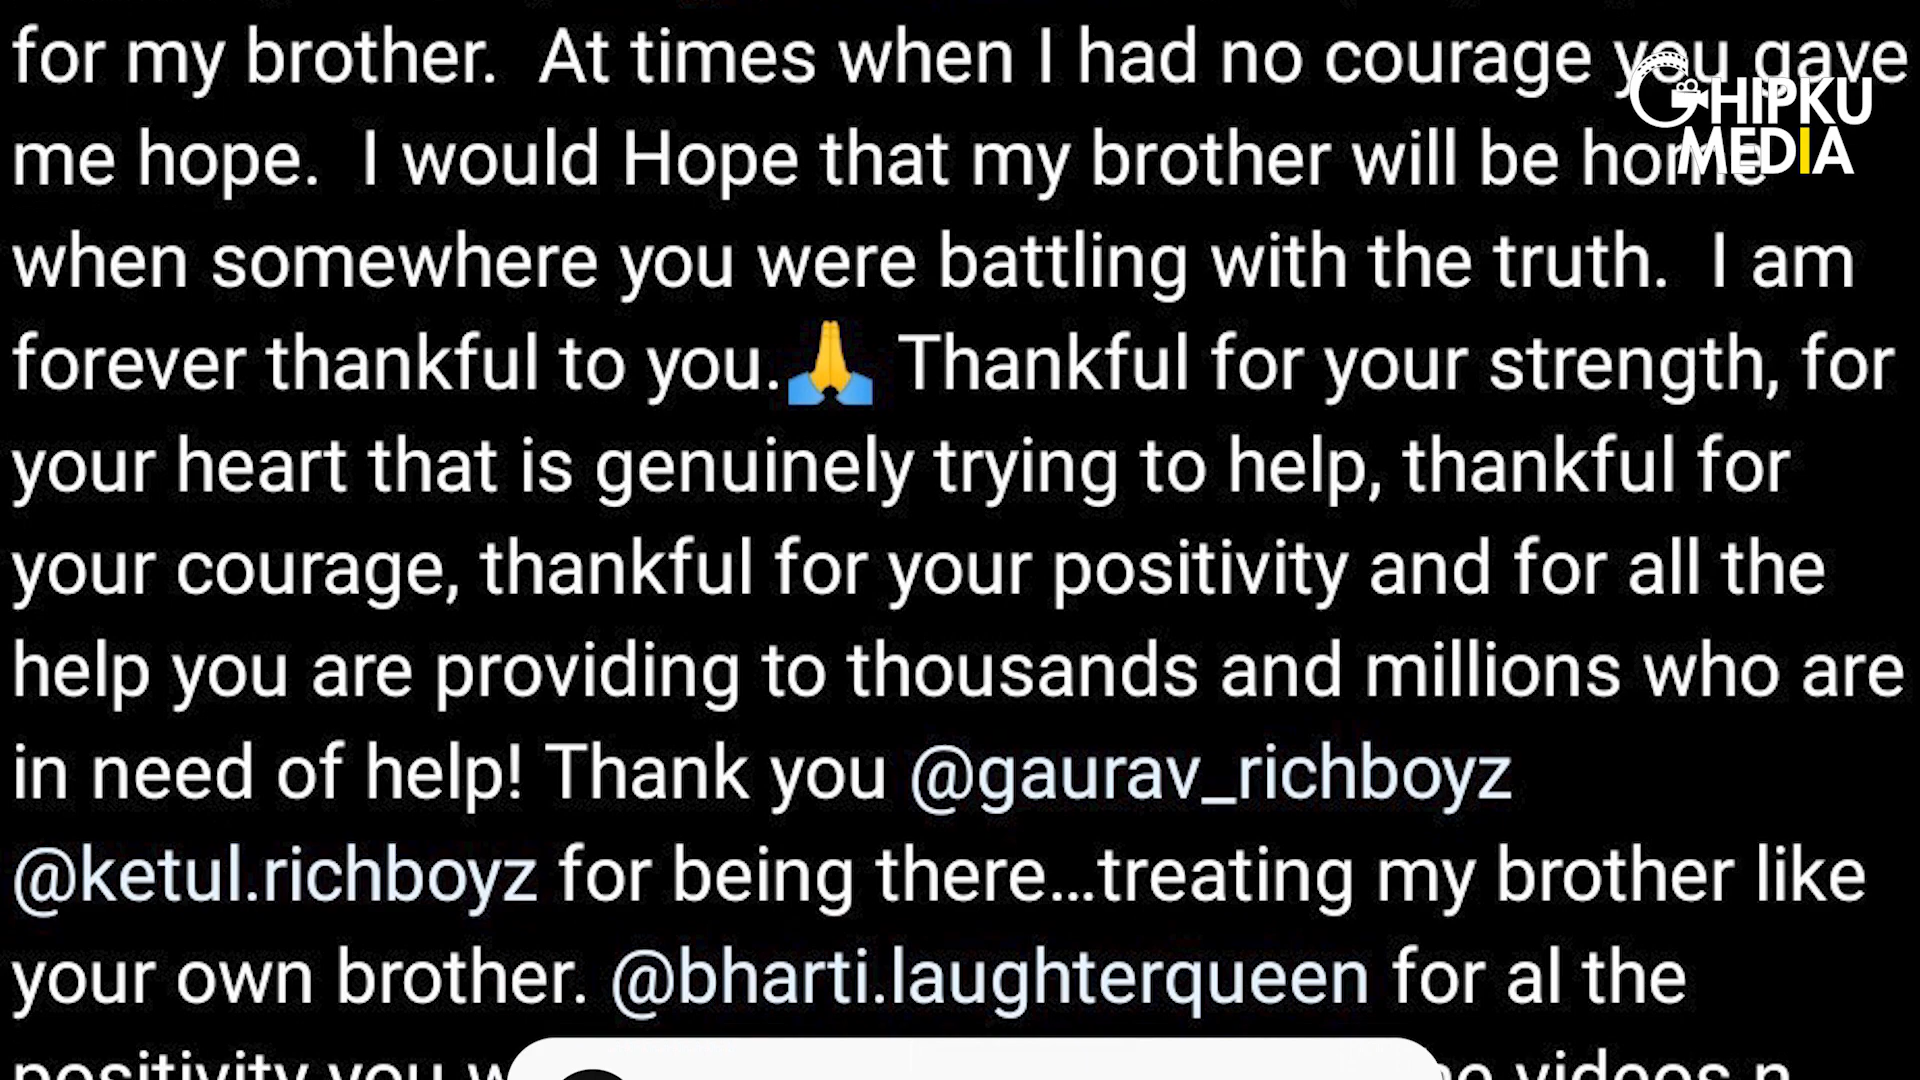 for my brother.  At times when I had no courage you gave
me hope.  I would Hope that my brother will be home
when somewhere you were battling with the truth.  I am
forever thankful to you.🙏 Thankful for your strength, for
your heart that is genuinely trying to help, thankful for
your courage, thankful for your positivity and for all the
help you are providing to thousands and millions who are
in need of help! Thank you @gaurav_richboyz
@ketul.richboyz for being there...treating my brother like
your own brother. @bharti.laughterqueen for al the
positivity you videos n
CHIPKU
MEDIA